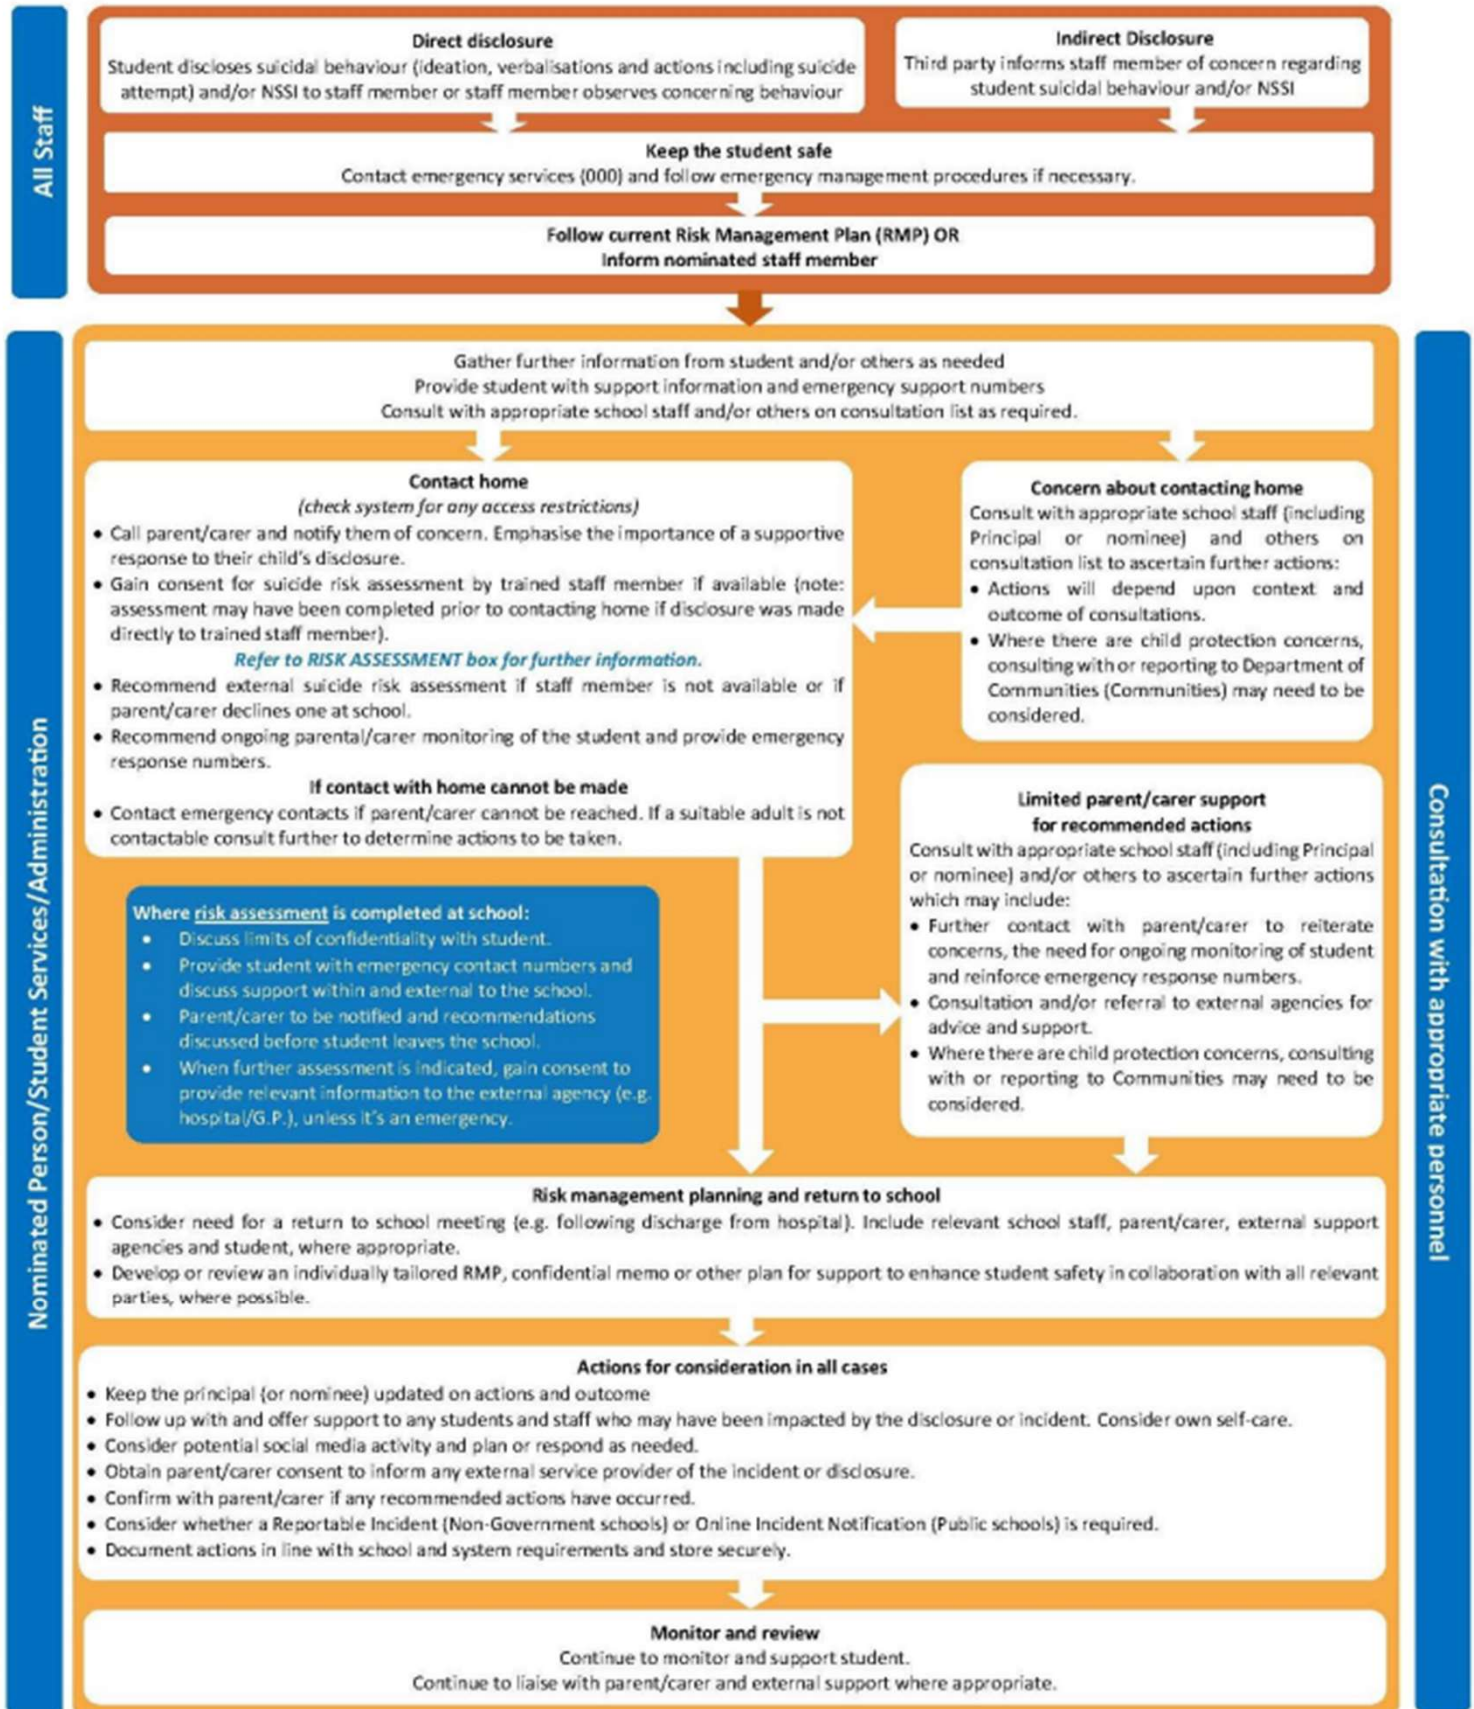 All Staff
Direct disclosure
Student discloses suicidal behaviour (ideation, verbalisations and actions including suicide
attempt) and/or NSSI to staff member or staff member observes concerning behaviour
Indirect Disclosure
Third party informs staff member of concern regarding
student suicidal behaviour and/or NSSI
Keep the student safe
Contact emergency services (000) and follow emergency management procedures if necessary.
Follow current Risk Management Plan (RMP) OR
Inform nominated staff member
Nominated Person/Student Services/Administration
Gather further information from student and/or others as needed
Provide student with support information and emergency support numbers
Consult with appropriate school staff and/or others on consultation list as required.
Contact home
(check system for any access restrictions)
• Call parent/carer and notify them of concern. Emphasise the importance of a supportive
response to their child's disclosure.
• Gain consent for suicide risk assessment by trained staff member if available (note:
assessment may have been completed prior to contacting home if disclosure was made
directly to trained staff member).
Refer to RISK ASSESSMENT box for further information.
• Recommend external suicide risk assessment if staff member is not available or if
parent/carer declines one at school.
• Recommend ongoing parental/carer monitoring of the student and provide emergency
response numbers.
If contact with home cannot be made
• Contact emergency contacts if parent/carer cannot be reached. If a suitable adult is not
contactable consult further to determine actions to be taken.
Concern about contacting home
Consult with appropriate school staff (including
Principal or nominee) and others on
consultation list to ascertain further actions:
• Actions will depend upon context and
outcome of consultations.
• Where there are child protection concerns,
consulting with or reporting to Department of
Communities (Communities) may need to be
considered.
Where risk assessment is completed at school:
• Discuss limits of confidentiality with student.
• Provide student with emergency contact numbers and
discuss support within and external to the school.
• Parent/carer to be notified and recommendations
discussed before student leaves the school.
• When further assessment is indicated, gain consent to
provide relevant information to the external agency (e.g.
hospital/G.P.), unless it's an emergency.
Limited parent/carer support
for recommended actions
Consult with appropriate school staff (including Principal
or nominee) and/or others to ascertain further actions
which may include:
• Further contact with parent/carer to reiterate
concerns, the need for ongoing monitoring of student
and reinforce emergency response numbers.
• Consultation and/or referral to external agencies for
advice and support.
• Where there are child protection concerns, consulting
with or reporting to Communities may need to be
considered.
Consultation with appropriate personnel
Risk management planning and return to school
• Consider need for a return to school meeting (e.g. following discharge from hospital). Include relevant school staff, parent/carer, external support
agencies and student, where appropriate.
• Develop or review an individually tailored RMP, confidential memo or other plan for support to enhance student safety in collaboration with all relevant
parties, where possible.
Actions for consideration in all cases
• Keep the principal (or nominee) updated on actions and outcome
• Follow up with and offer support to any students and staff who may have been impacted by the disclosure or incident. Consider own self-care.
• Consider potential social media activity and plan or respond as needed.
• Obtain parent/carer consent to inform any external service provider of the incident or disclosure.
• Confirm with parent/carer if any recommended actions have occurred.
• Consider whether a Reportable Incident (Non-Government schools) or Online Incident Notification (Public schools) is required.
• Document actions in line with school and system requirements and store securely.
Monitor and review
Continue to monitor and support student.
Continue to liaise with parent/carer and external support where appropriate.